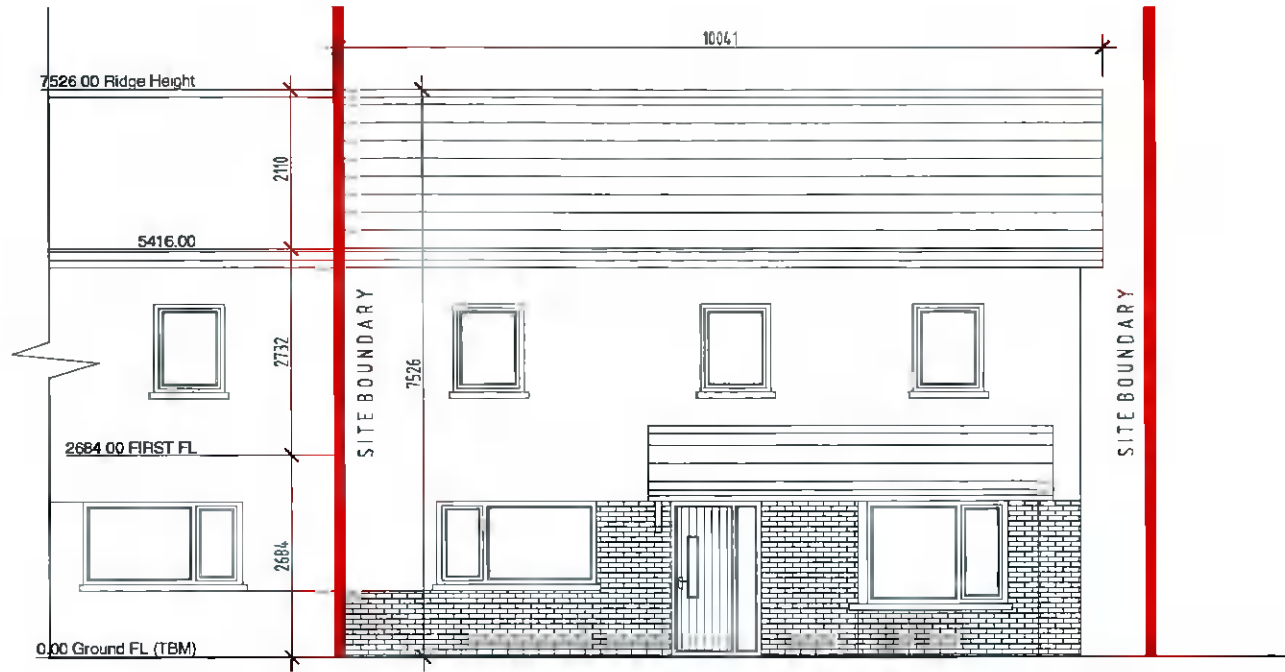 10041
7526.00 Ridge Height
2110
5416.00
SITE BOUNDARY
SITE BOUNDARY
2732
7526
2684.00 FIRST FL
2684
0.00 Ground FL (TBM)